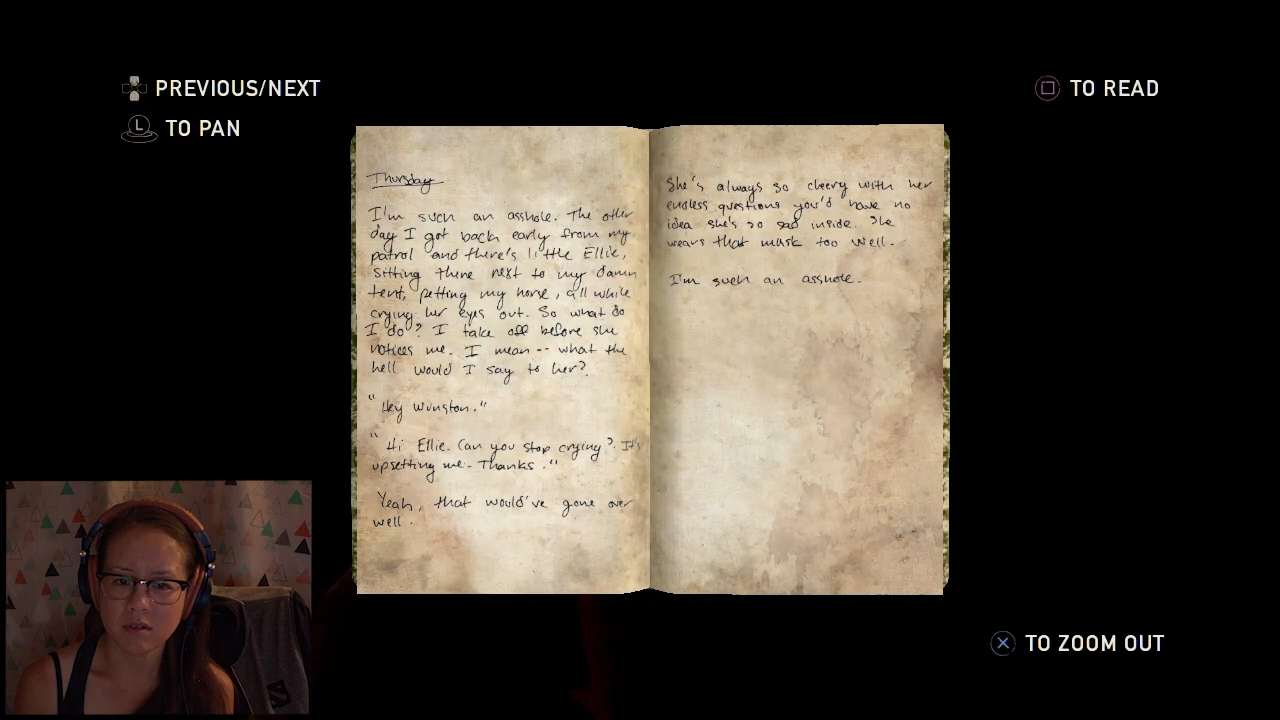 PREVIOUS/NEXT
L TO PAN
TO READ
Thursday
I'm such an asshole. The other
day I got back early from my
patrol and there's little Ellie,
sitting there next to my damn
tent, petting my horse, all while
crying her eyes out. So what do
I do? I take off before she
notices me. I mean -- what the
hell would I say to her?
"Hey Winston."
"Hi Ellie. Can you stop crying? It's
upsetting me. Thanks."
Yeah, that would've gone over
well.
She's always so cheery with her
endless questions you'd have no
idea she's so sad inside. She
wears that mask too well.
I'm such an asshole.
TO ZOOM OUT